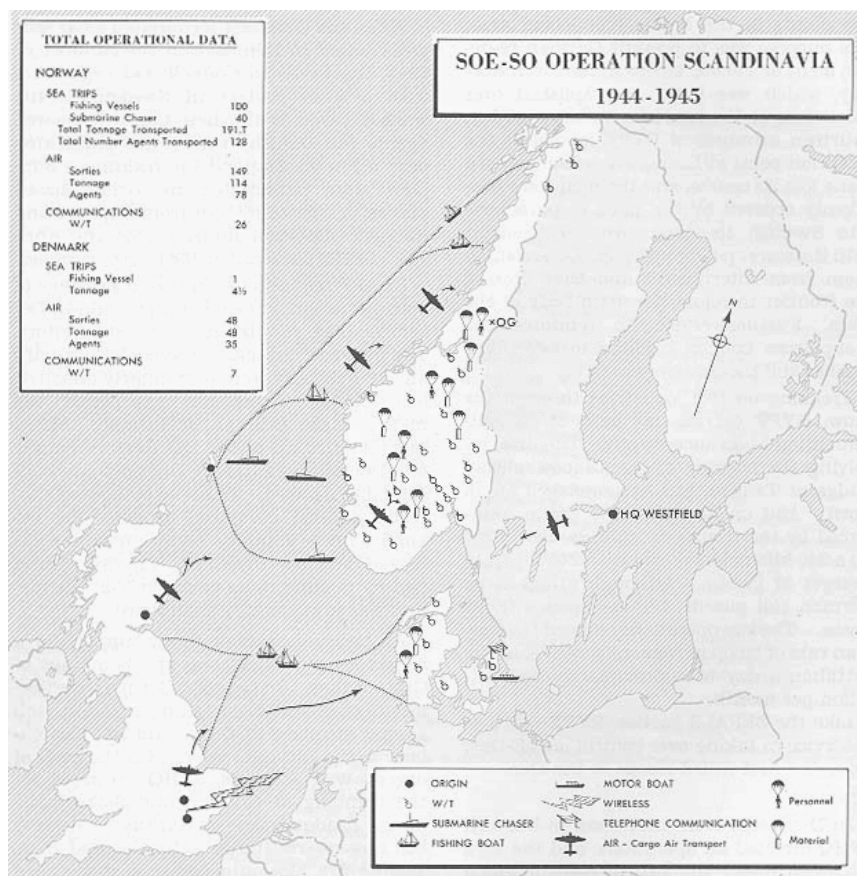 TOTAL OPERATIONAL DATA
NORWAY
SEA TRIPS
Fishing Vessels 100
Submarine Chaser 40
Total Tonnage Transported 191.T
Total Number Agents Transported 128
AIR
Sorties 149
Tonnage 114
Agents 78
COMMUNICATIONS
W/T 26
DENMARK
SEA TRIPS
Fishing Vessel 1
Tonnage 4½
AIR
Sorties 48
Tonnage 48
Agents 35
COMMUNICATIONS
W/T 7
SOE-SO OPERATION SCANDINAVIA
1944-1945
×OG
N
HQ WESTFIELD
ORIGIN
W/T
SUBMARINE CHASER
FISHING BOAT
MOTOR BOAT
WIRELESS
TELEPHONE COMMUNICATION
AIR - Cargo Air Transport
Personnel
Material